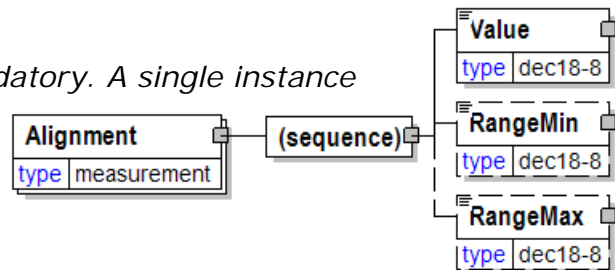 Value
type dec18-8
datory. A single instance
RangeMin
type dec18-8
Alignment
type measurement
(sequence)
RangeMax
type dec18-8